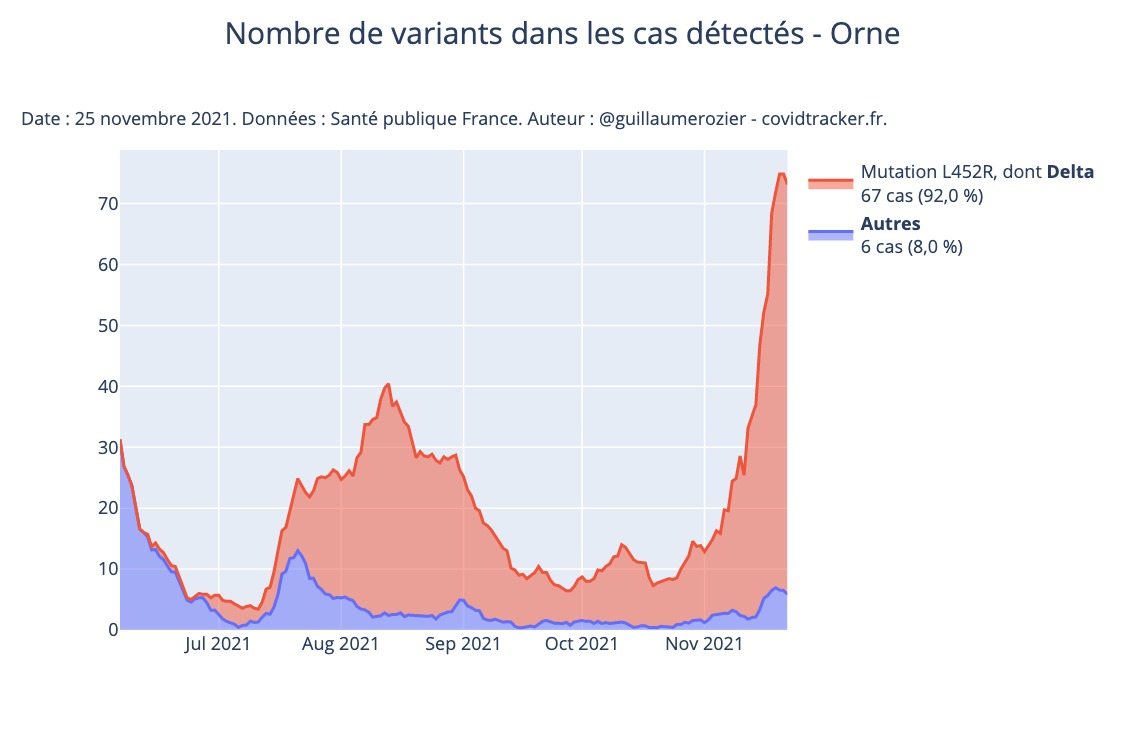 Nombre de variants dans les cas détectés - Orne
Date : 25 novembre 2021. Données : Santé publique France. Auteur : @guillaumerozier - covidtracker.fr.
Mutation L452R, dont Delta
67 cas (92,0 %)
Autres
6 cas (8,0 %)
70
60
50
40
30
20
10
0
Jul 2021 Aug 2021 Sep 2021 Oct 2021 Nov 2021